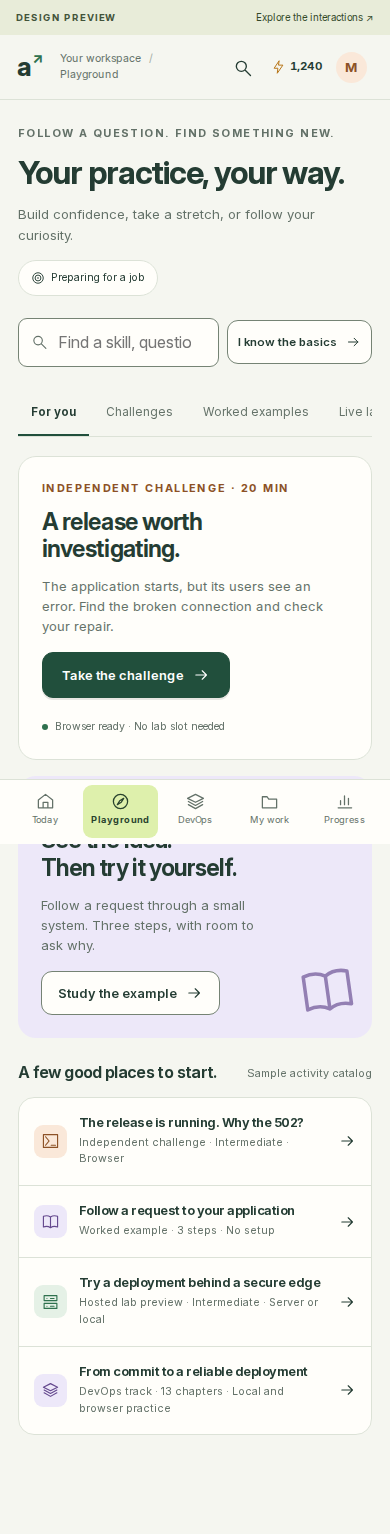 DESIGN PREVIEW
Explore the interactions ↗
a↗
Your workspace /
Playground
1,240
M
FOLLOW A QUESTION. FIND SOMETHING NEW.
Your practice, your way.
Build confidence, take a stretch, or follow your
curiosity.
Preparing for a job
Find a skill, questio
I know the basics →
For you
Challenges
Worked examples
Live la
INDEPENDENT CHALLENGE · 20 MIN
A release worth
investigating.
The application starts, but its users see an
error. Find the broken connection and check
your repair.
Take the challenge →
Browser ready · No lab slot needed
Today
Playground
DevOps
My work
Progress
See the idea.
Then try it yourself.
Follow a request through a small
system. Three steps, with room to
ask why.
Study the example →
A few good places to start.
Sample activity catalog
The release is running. Why the 502?
Independent challenge · Intermediate ·
Browser
→
Follow a request to your application
Worked example · 3 steps · No setup
→
Try a deployment behind a secure edge
Hosted lab preview · Intermediate · Server or
local
→
From commit to a reliable deployment
DevOps track · 13 chapters · Local and
browser practice
→